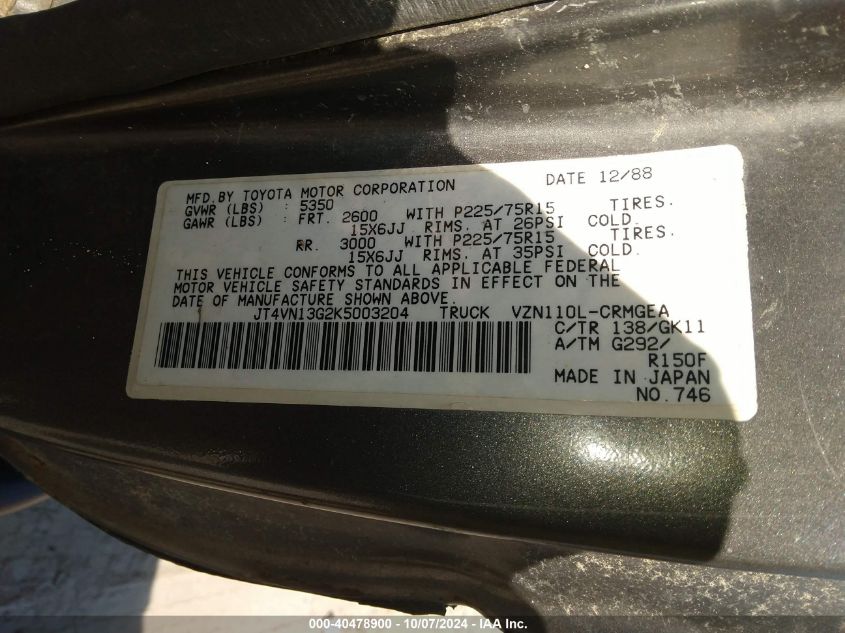 MFD.BY TOYOTA MOTOR CORPORATION DATE 12/88
GVWR (LBS) : 5350
GAWR (LBS) : FRT. 2600 WITH P225/75R15 TIRES.
15X6JJ RIMS. AT 26PSI COLD.
RR. 3000 WITH P225/75R15 TIRES.
15X6JJ RIMS. AT 35PSI COLD.
THIS VEHICLE CONFORMS TO ALL APPLICABLE FEDERAL
MOTOR VEHICLE SAFETY STANDARDS IN EFFECT ON THE
DATE OF MANUFACTURE SHOWN ABOVE.
JT4VN13G2K5003204 TRUCK VZN110L-CRMGEA
C/TR 138/GK11
A/TM G292/
R150F
MADE IN JAPAN
NO.746
000-40478900 - 10/07/2024 - IAA Inc.